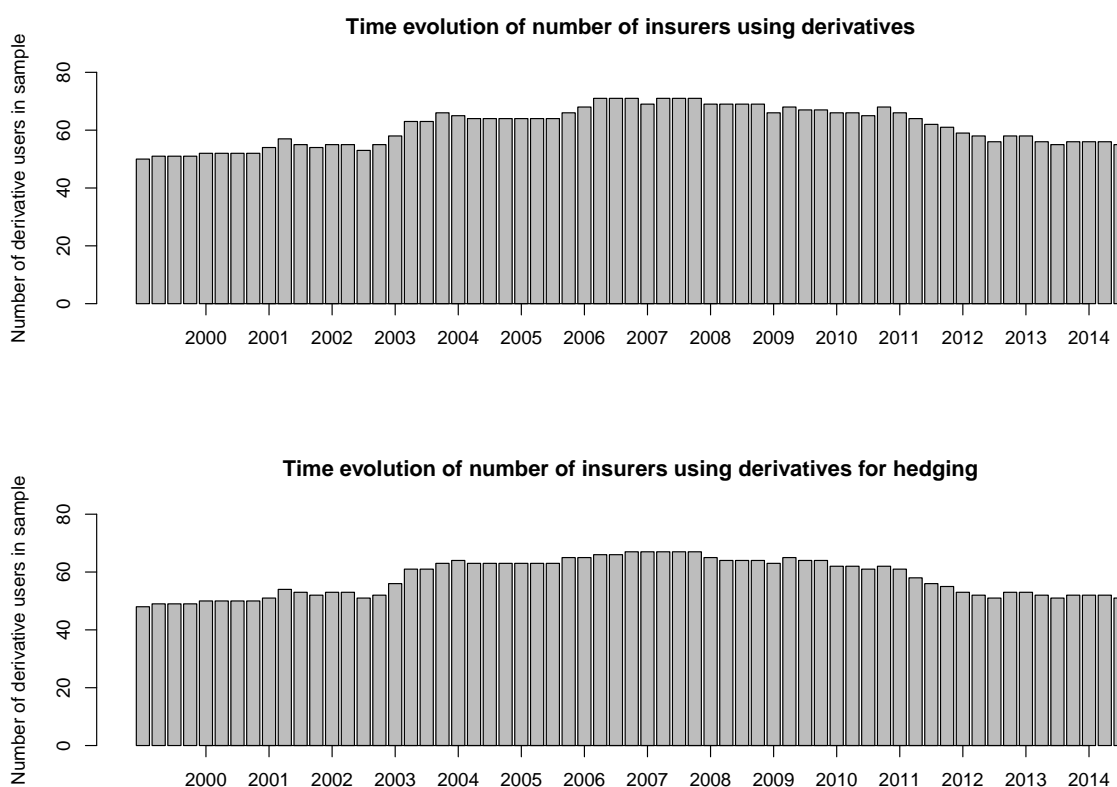 Time evolution of number of insurers using derivatives
Number of derivative users in sample
80
60
40
20
0
2000 2001 2002 2003 2004 2005 2006 2007 2008 2009 2010 2011 2012 2013 2014
Time evolution of number of insurers using derivatives for hedging
Number of derivative users in sample
80
60
40
20
0
2000 2001 2002 2003 2004 2005 2006 2007 2008 2009 2010 2011 2012 2013 2014